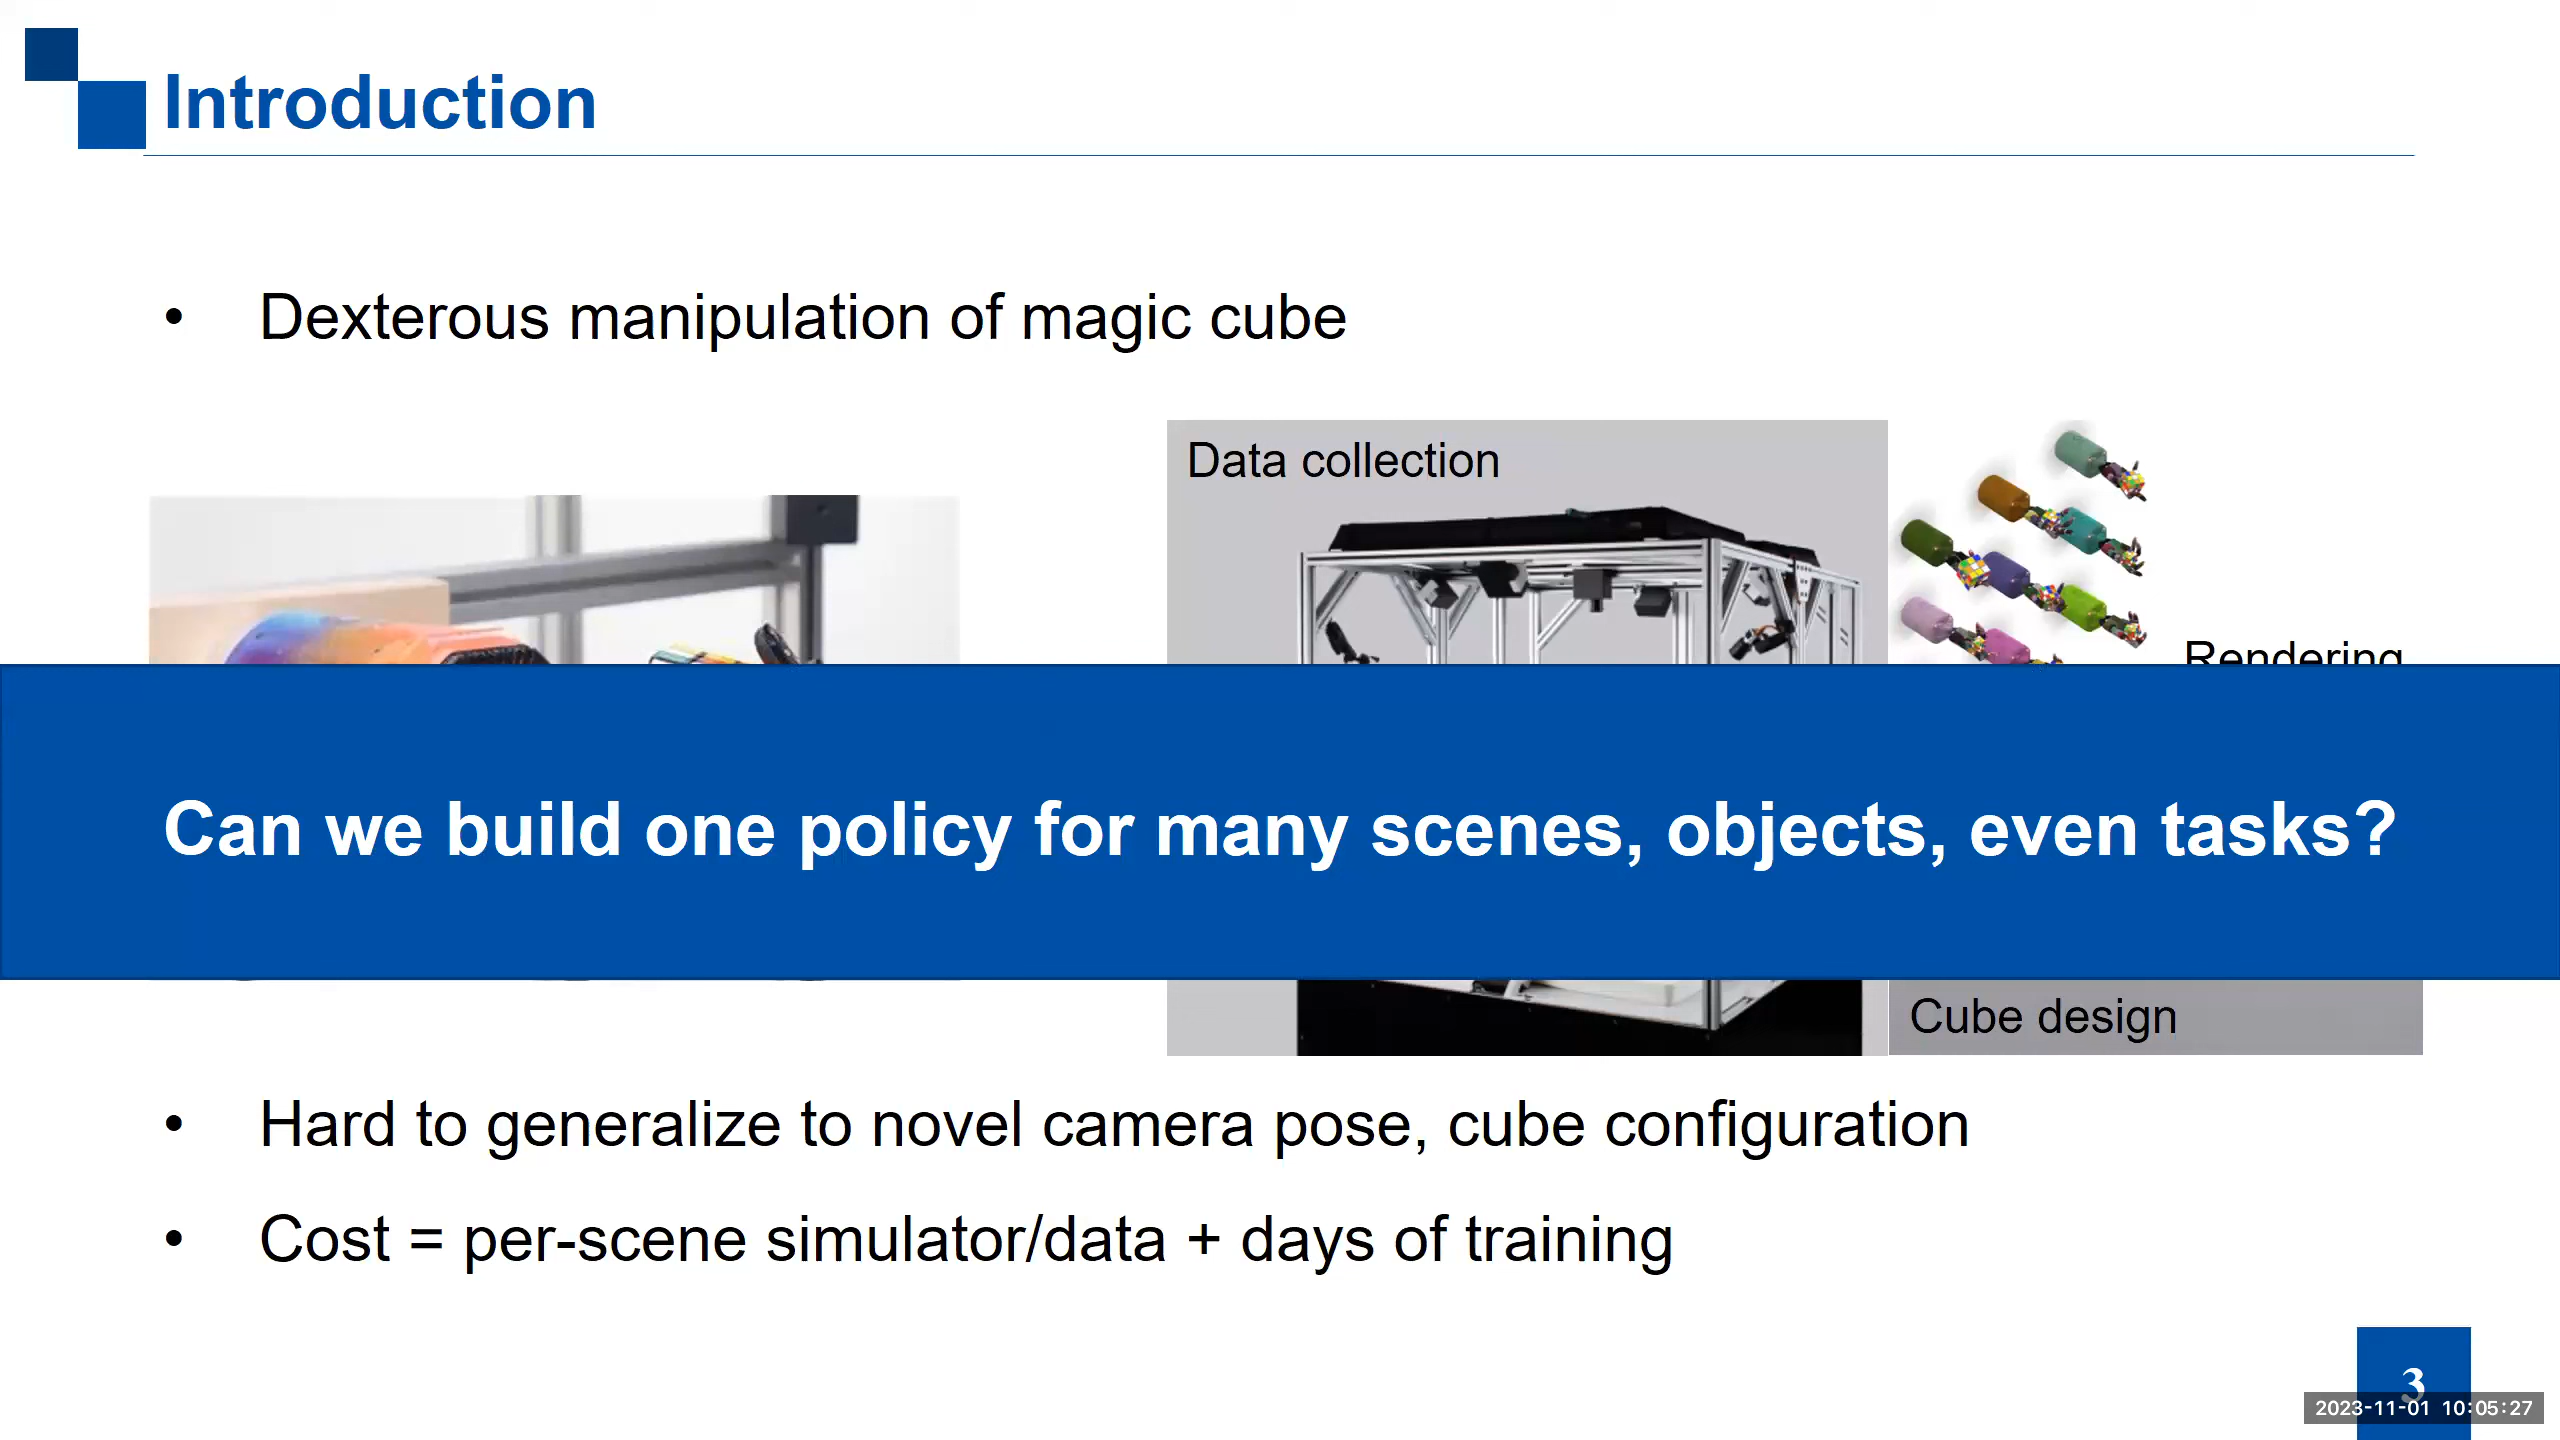 Introduction
• Dexterous manipulation of magic cube
Data collection
Rendering
Can we build one policy for many scenes, objects, even tasks?
Cube design
• Hard to generalize to novel camera pose, cube configuration
• Cost = per-scene simulator/data + days of training
3
2023-11-01 10:05:27